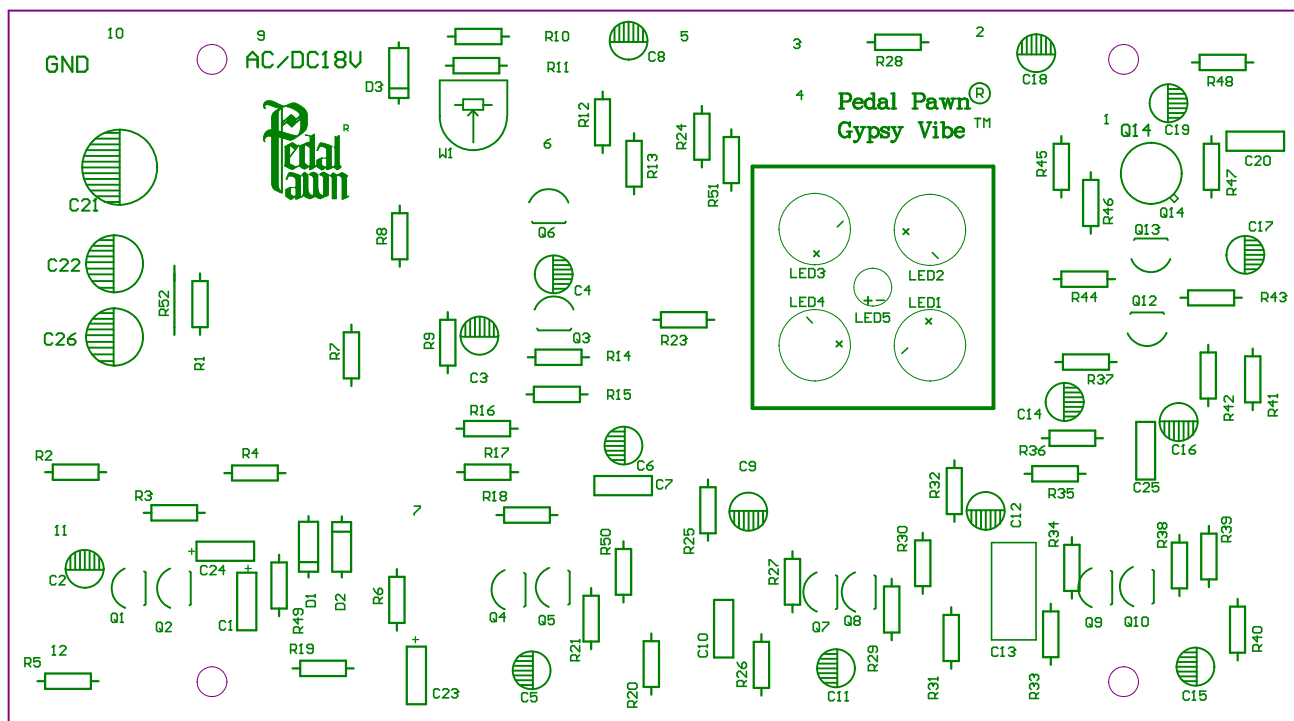 10
9
5
3
2
GND
AC/DC18V
D3
R10
R11
C8
R28
C18
R48
4
Pedal Pawn®
Gypsy Vibe™
C19
1
Q14
C20
R12
R13
R24
R51
W1
6
R
Pedal
Pawn
R45
R46
R47
Q14
C21
R8
Q6
Q13
C17
C22
C4
LED3
LED2
R44
R43
R52
LED4
LED1
LED5
Q12
C26
R1
R7
R9
C3
Q3
R14
R23
R37
R15
R16
C14
R42
R41
R2
R4
R17
C6
C7
C9
R36
C16
R3
R18
R32
R35
C25
7
11
R25
C12
R50
R30
R34
R38
R39
C2
C24
R27
Q1
Q2
C1
R49
D1
D2
R6
Q4
Q5
R21
C10
Q7
Q8
R29
Q9
Q10
R40
12
R5
R19
C23
C5
R20
R26
C11
R31
C13
R33
C15